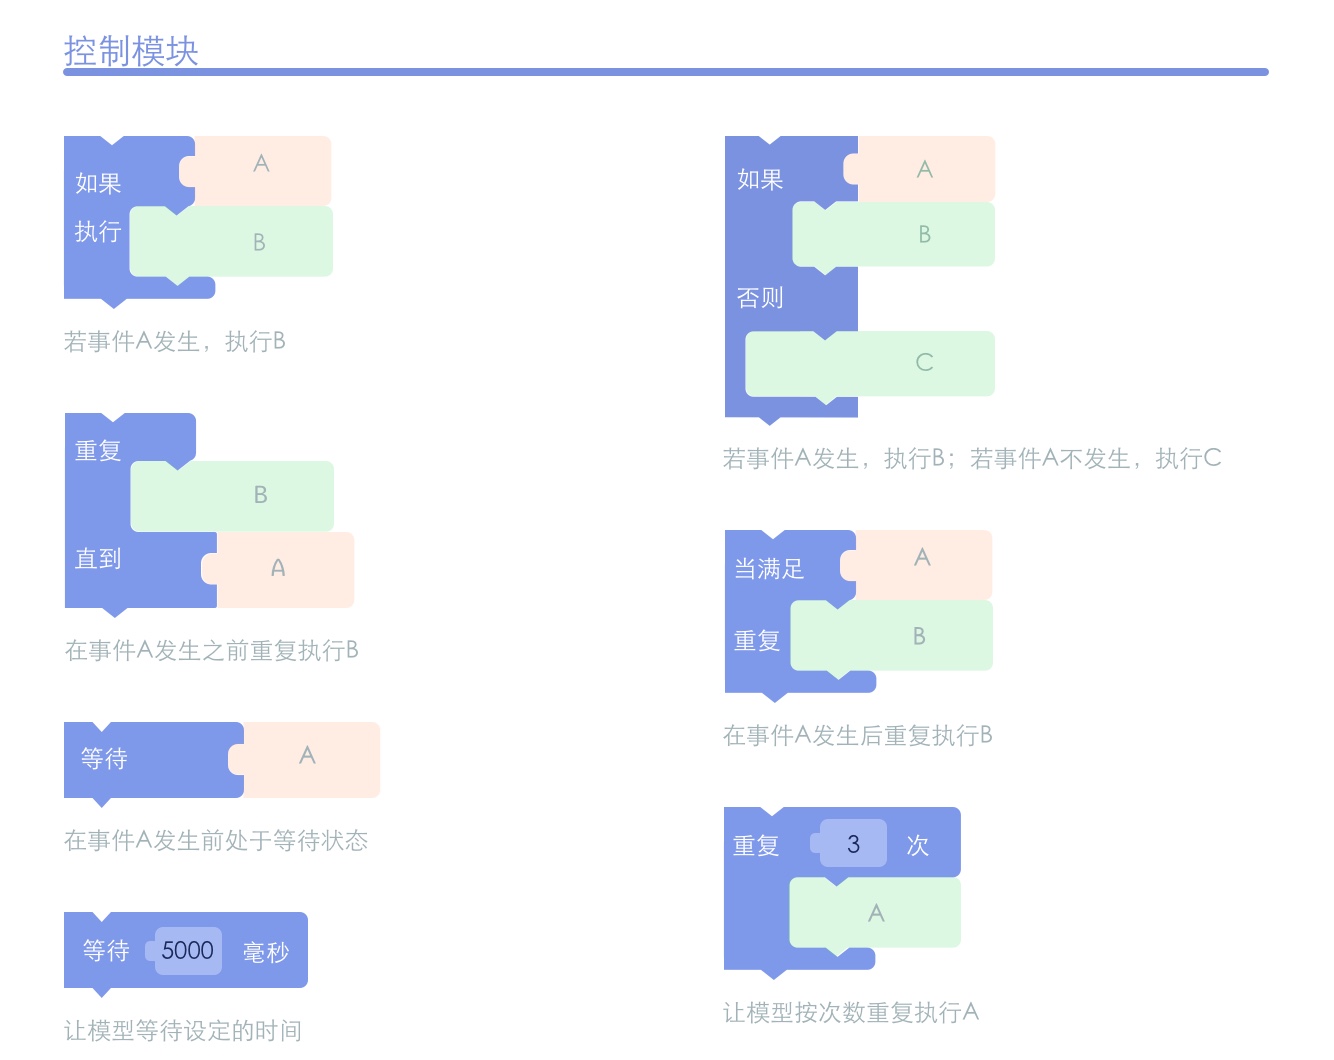 控制模块
如果
A
执行
B
若事件A发生，执行B
重复
B
直到
A
在事件A发生之前重复执行B
等待
A
在事件A发生前处于等待状态
等待 5000 毫秒
让模型等待设定的时间
如果
A
B
否则
C
若事件A发生，执行B；若事件A不发生，执行C
当满足
A
重复
B
在事件A发生后重复执行B
重复 3 次
A
让模型按次数重复执行A